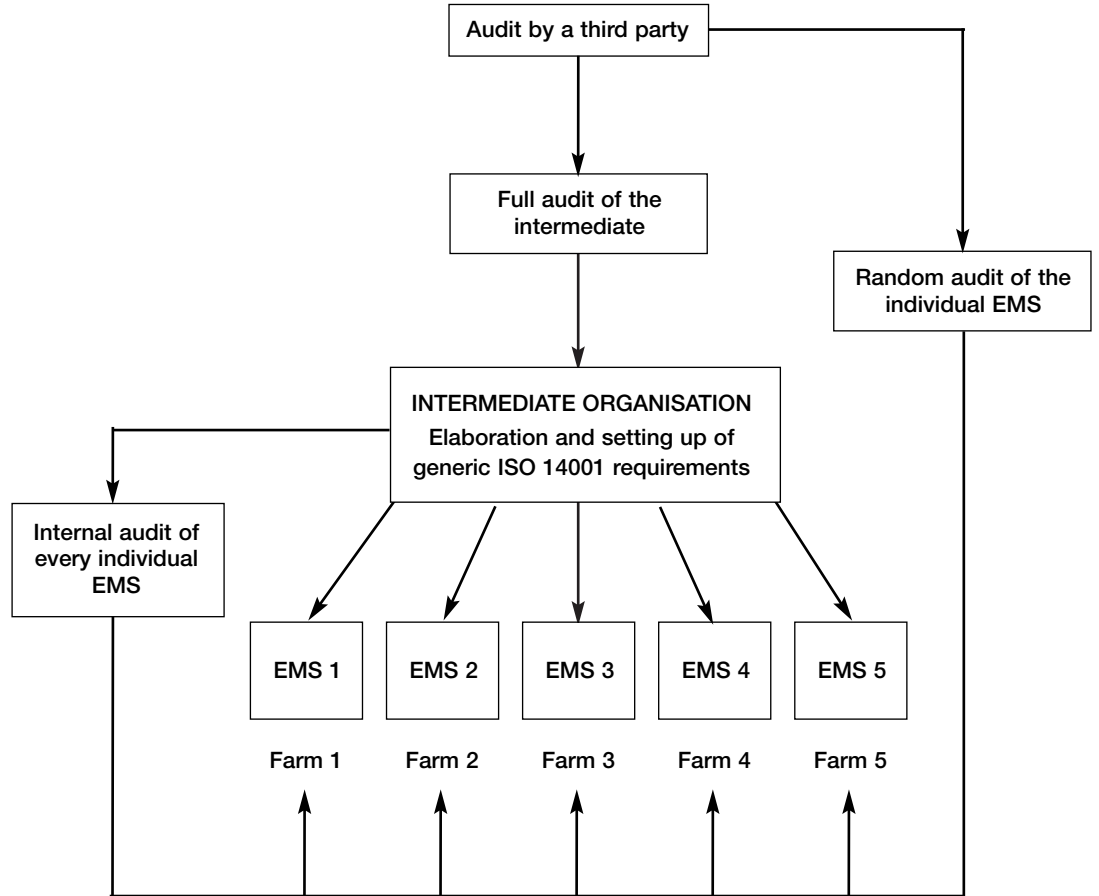 Audit by a third party
Full audit of the
intermediate
Random audit of the
individual EMS
INTERMEDIATE ORGANISATION
Elaboration and setting up of
generic ISO 14001 requirements
Internal audit of
every individual
EMS
EMS 1
EMS 2
EMS 3
EMS 4
EMS 5
Farm 1
Farm 2
Farm 3
Farm 4
Farm 5